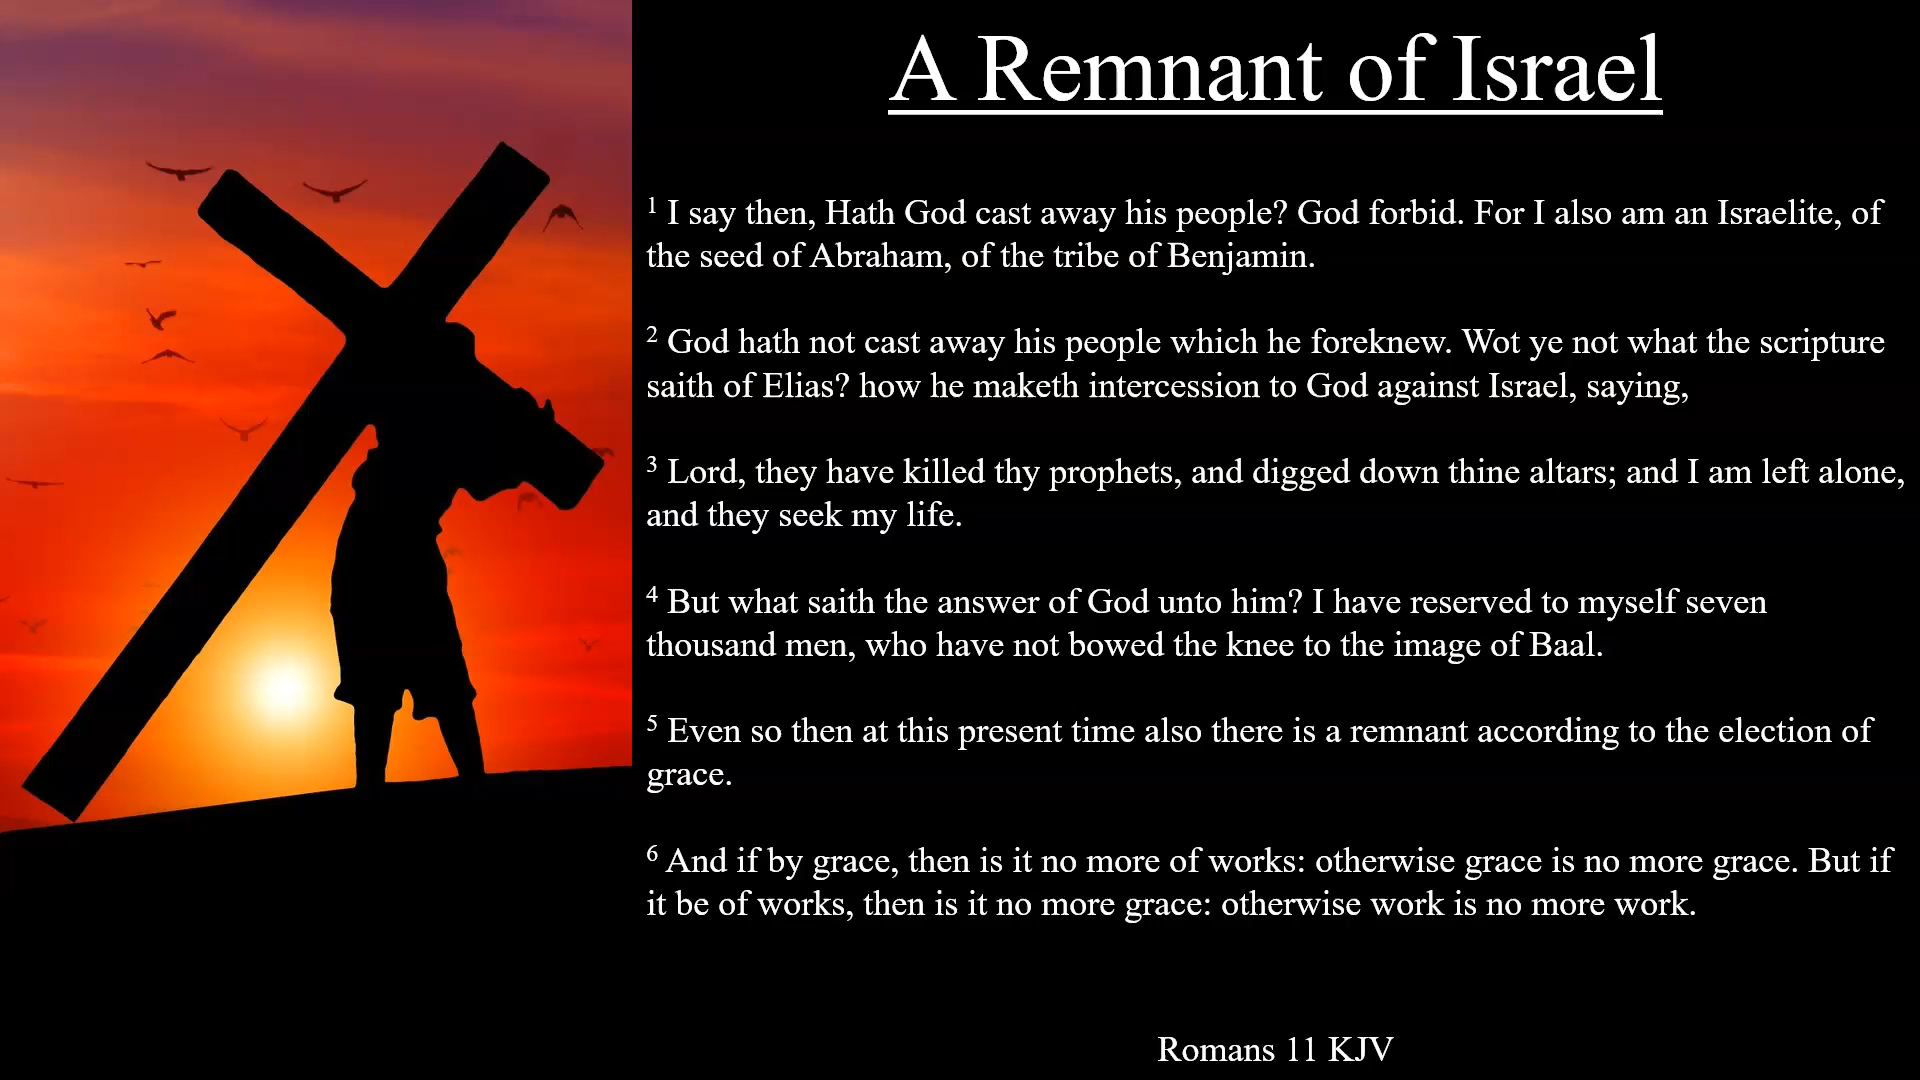 A Remnant of Israel
1 I say then, Hath God cast away his people? God forbid. For I also am an Israelite, of
the seed of Abraham, of the tribe of Benjamin.
2 God hath not cast away his people which he foreknew. Wot ye not what the scripture
saith of Elias? how he maketh intercession to God against Israel, saying,
3 Lord, they have killed thy prophets, and digged down thine altars; and I am left alone,
and they seek my life.
4 But what saith the answer of God unto him? I have reserved to myself seven
thousand men, who have not bowed the knee to the image of Baal.
5 Even so then at this present time also there is a remnant according to the election of
grace.
6 And if by grace, then is it no more of works: otherwise grace is no more grace. But if
it be of works, then is it no more grace: otherwise work is no more work.
Romans 11 KJV